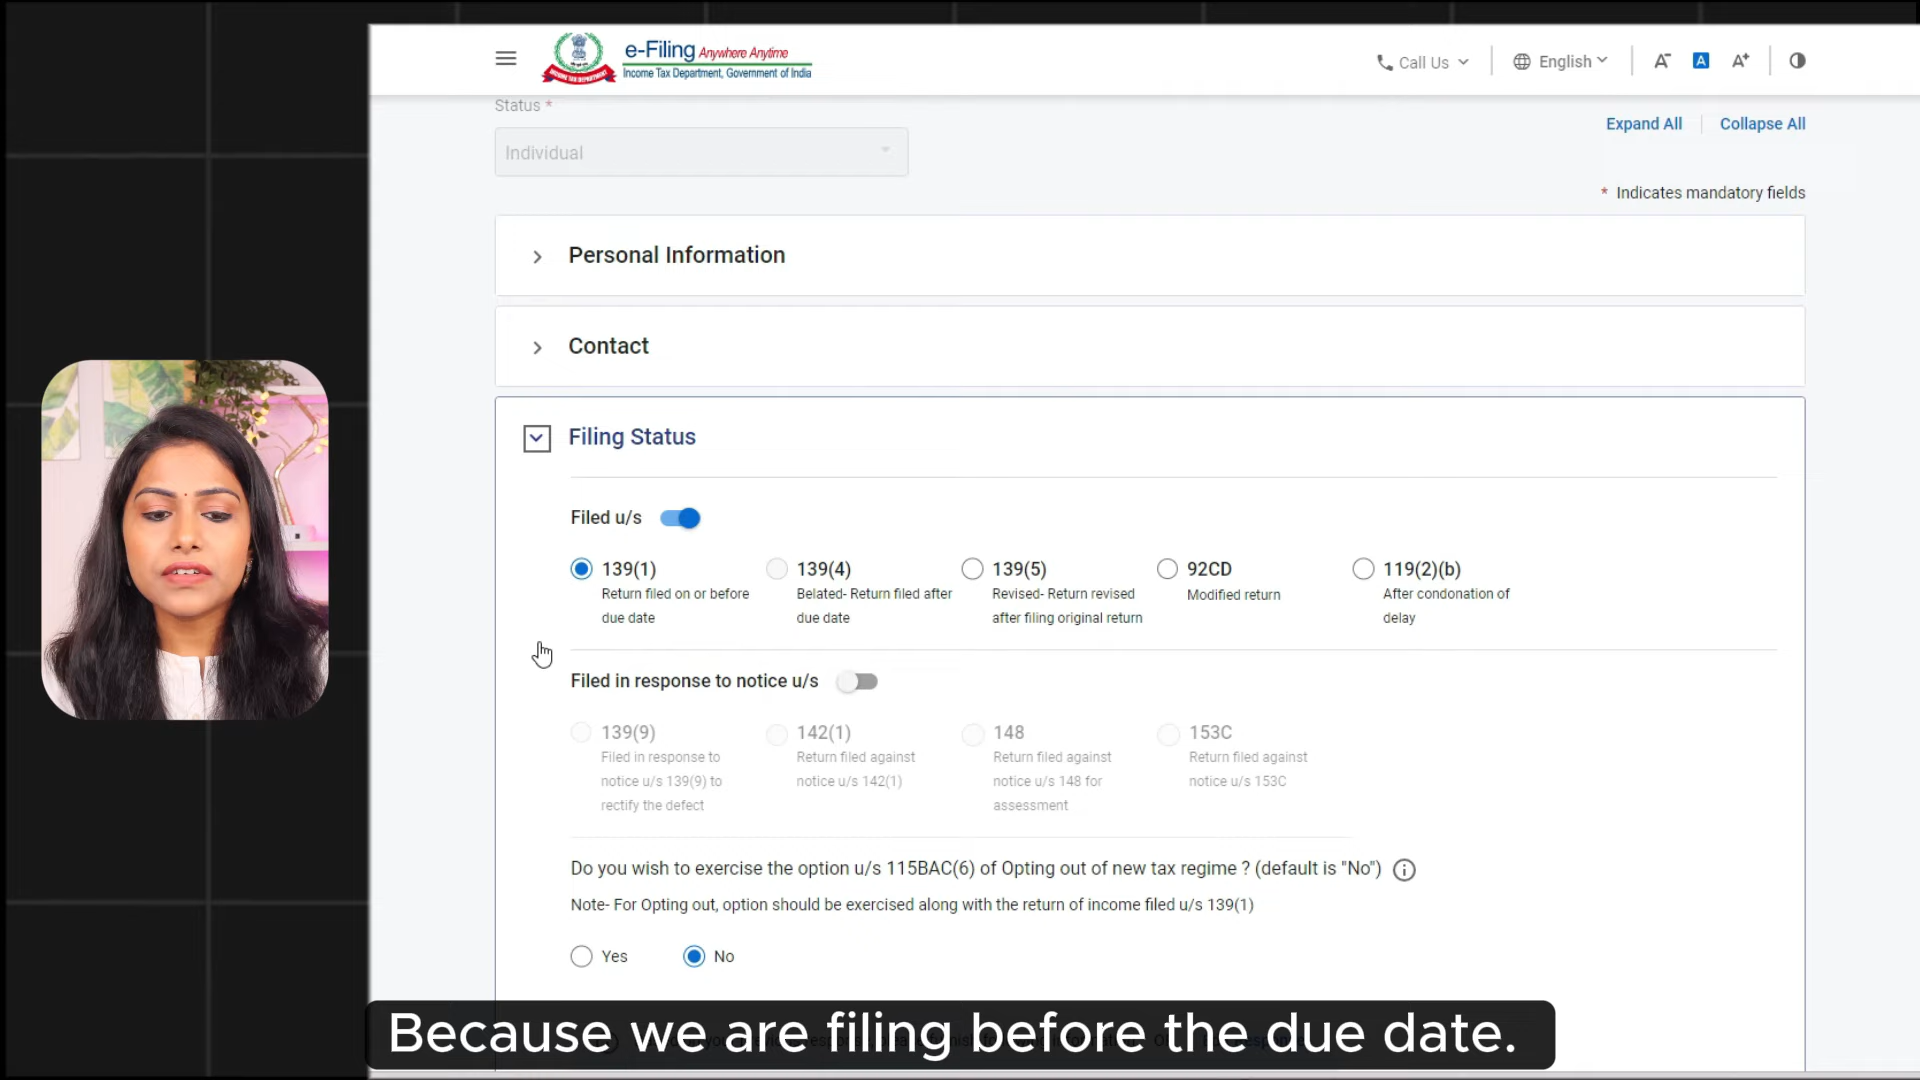 e-Filing Anywhere Anytime
Income Tax Department, Government of India
Call Us
English
A-
A
A+
Status *
Individual
Expand All
Collapse All
* Indicates mandatory fields
Personal Information
Contact
Filing Status
Filed u/s
139(1)
Return filed on or before
due date
139(4)
Belated- Return filed after
due date
139(5)
Revised- Return revised
after filing original return
92CD
Modified return
119(2)(b)
After condonation of
delay
Filed in response to notice u/s
139(9)
Filed in response to
notice u/s 139(9) to
rectify the defect
142(1)
Return filed against
notice u/s 142(1)
148
Return filed against
notice u/s 148 for
assessment
153C
Return filed against
notice u/s 153C
Do you wish to exercise the option u/s 115BAC(6) of Opting out of new tax regime ? (default is "No")
Note- For Opting out, option should be exercised along with the return of income filed u/s 139(1)
Yes
No
Because we are filing before the due date.